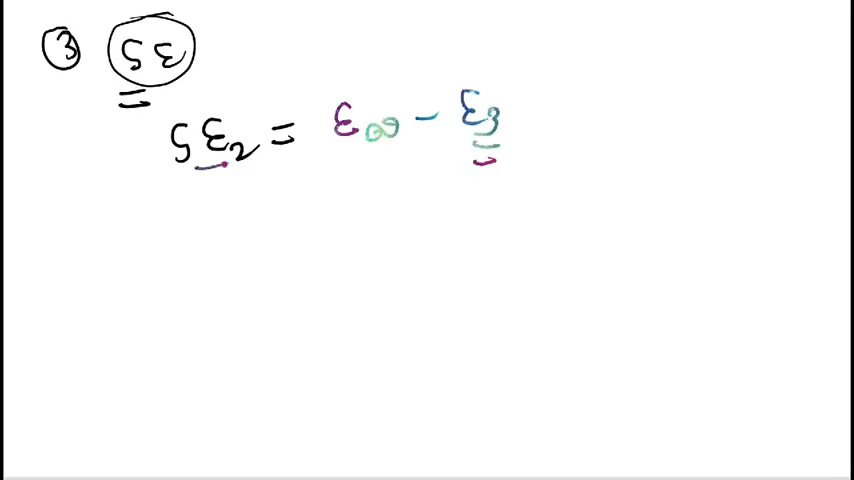 ③ SE
SE₂ = E∞ - E₃